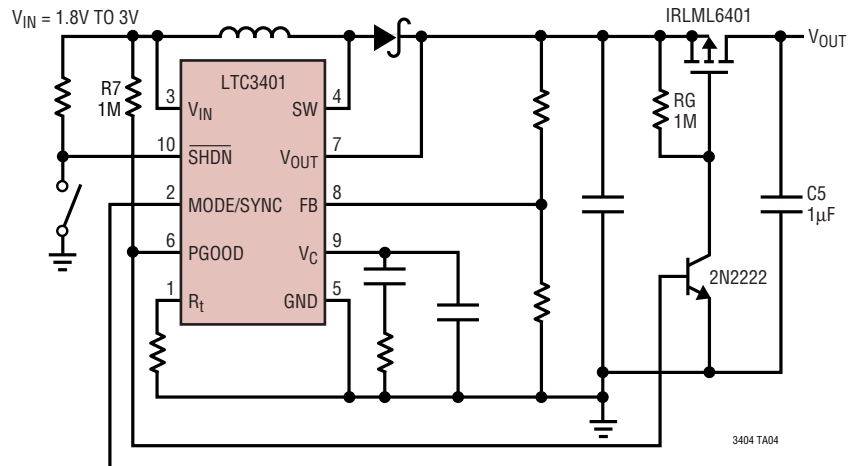 V_IN = 1.8V TO 3V
IRLML6401
V_OUT
R7
1M
LTC3401
3
V_IN
SW
4
10
SHDN
V_OUT
7
2
MODE/SYNC
FB
8
6
PGOOD
V_C
9
1
R_t
GND
5
RG
1M
C5
1µF
2N2222
3404 TA04